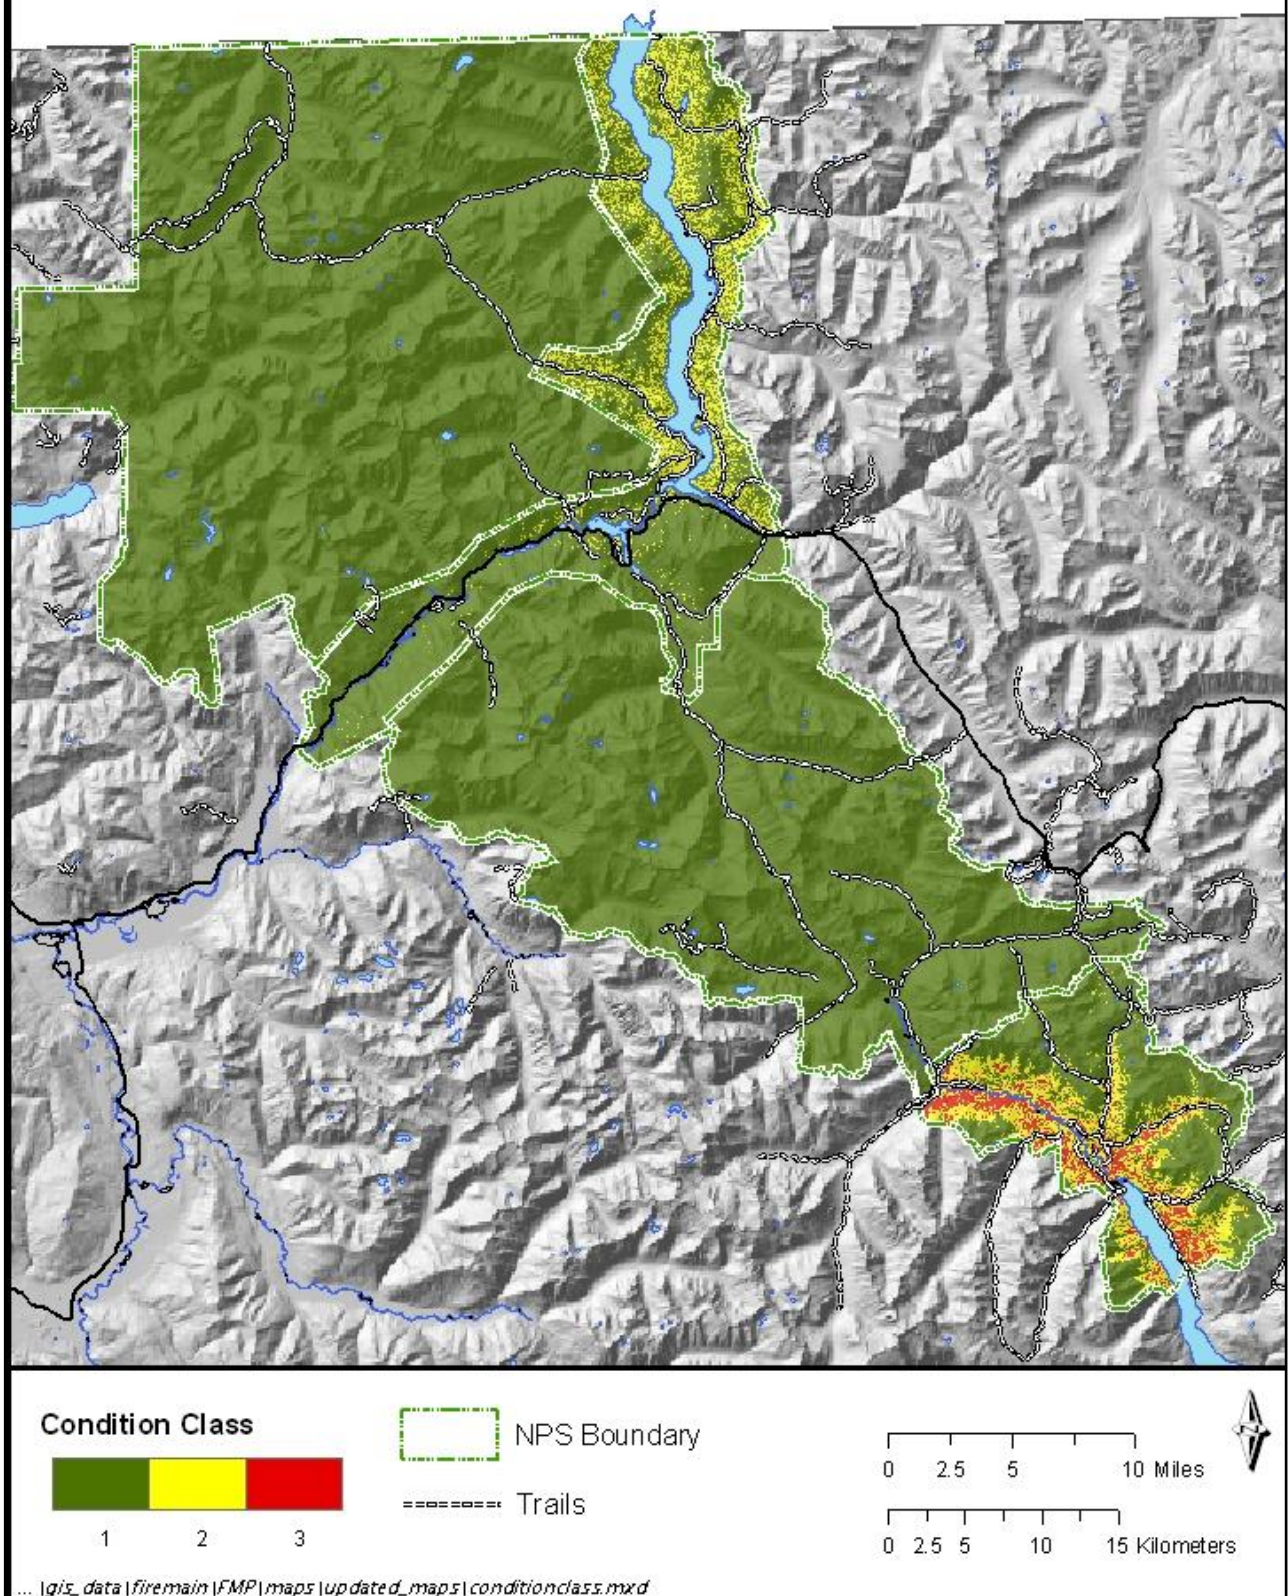 Condition Class
1 2 3
NPS Boundary
Trails
0 2.5 5 10 Miles
0 2.5 5 10 15 Kilometers
N
... |gis_data|firemain|FMP|maps|updated_maps|conditionclass.mxd